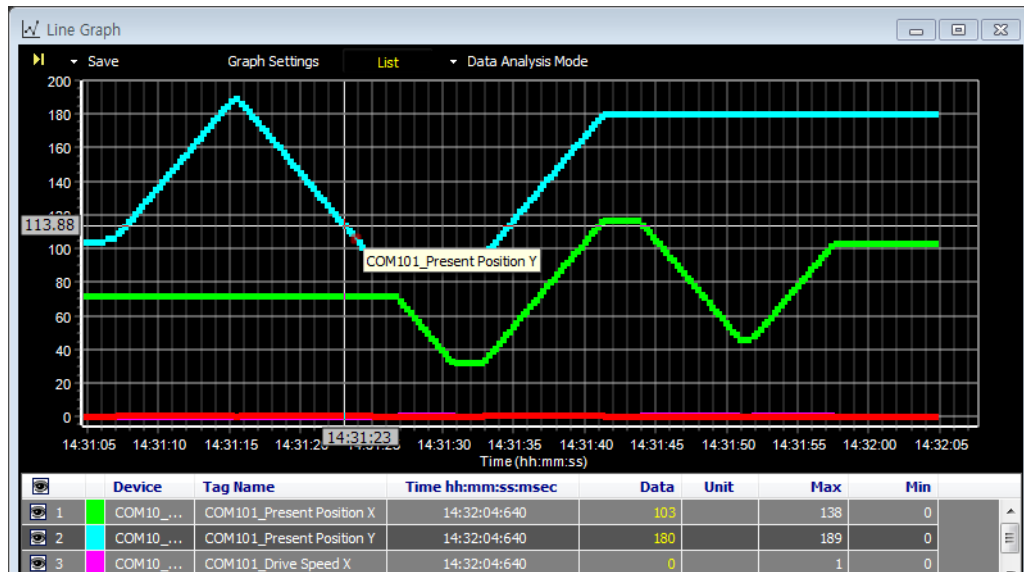 Line Graph
Save Graph Settings List Data Analysis Mode
200
180
160
140
120
113.88
100
COM101_Present Position Y
80
60
40
20
0
14:31:05 14:31:10 14:31:15 14:31:23 14:31:30 14:31:35 14:31:40 14:31:45 14:31:50 14:31:55 14:32:00 14:32:05
Time (hh:mm:ss)
Device Tag Name Time hh:mm:ss:msec Data Unit Max Min
1 COM10_... COM101_Present Position X 14:32:04:640 103 138 0
2 COM10_... COM101_Present Position Y 14:32:04:640 180 189 0
3 COM10_... COM101_Drive Speed X 14:32:04:640 0 1 0